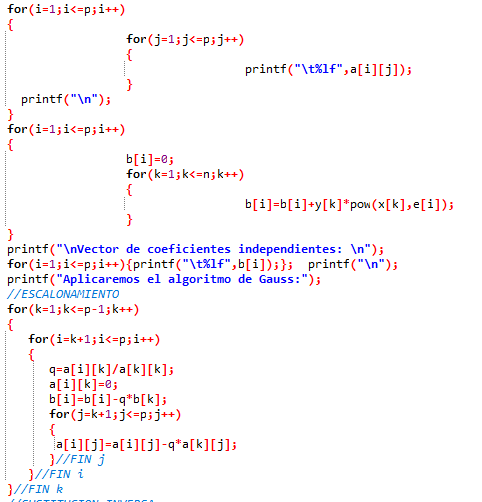 for(i=1;i<=p;i++)
{
for(j=1;j<=p;j++)
{
printf("\t%lf",a[i][j]);
}
printf("\n");
}
for(i=1;i<=p;i++)
{
b[i]=0;
for(k=1;k<=n;k++)
{
b[i]=b[i]+y[k]*pow(x[k],e[i]);
}
}
printf("\nVector de coeficientes independientes: \n");
for(i=1;i<=p;i++){printf("\t%lf",b[i]);}; printf("\n");
printf("Aplicaremos el algoritmo de Gauss:");
//ESCALONAMIENTO
for(k=1;k<=p-1;k++)
{
for(i=k+1;i<=p;i++)
{
q=a[i][k]/a[k][k];
a[i][k]=0;
b[i]=b[i]-q*b[k];
for(j=k+1;j<=p;j++)
{
a[i][j]=a[i][j]-q*a[k][j];
}//FIN j
}//FIN i
}//FIN k
//SUSTITUCION INVERSA